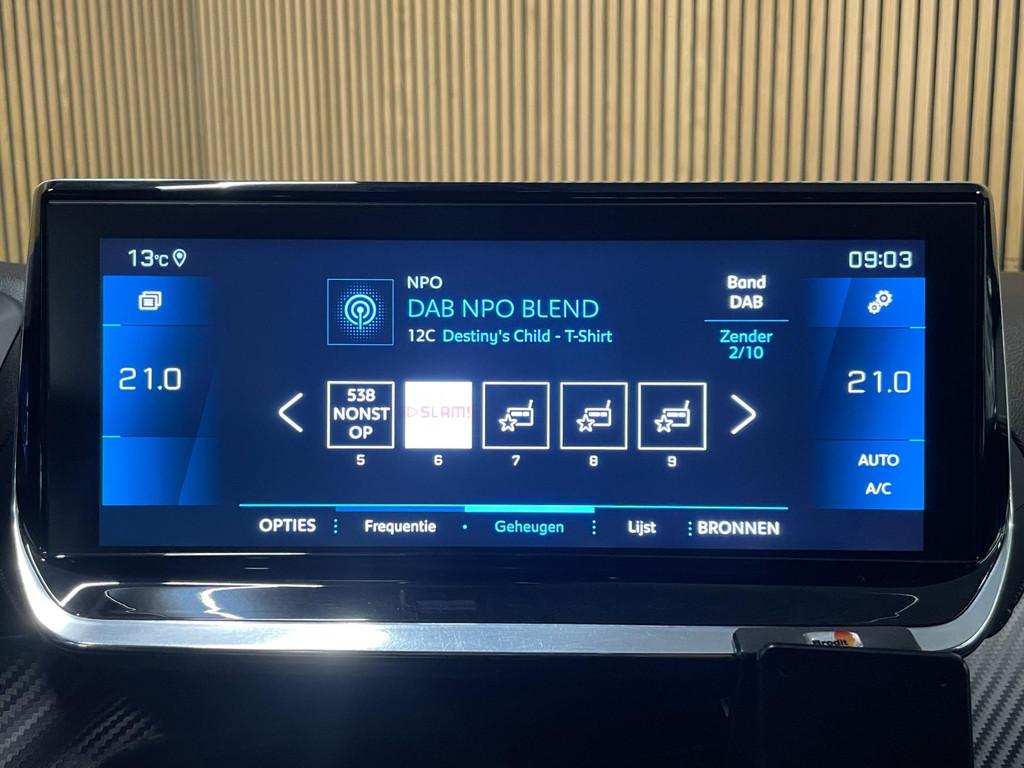 13°C
09:03
NPO
DAB NPO BLEND
12C Destiny's Child - T-Shirt
Band
DAB
Zender
2/10
21.0
21.0
538
NONST
OP
SLAM!
5
6
7
8
9
AUTO
A/C
OPTIES
Frequentie
Geheugen
Lijst
BRONNEN
Brodit